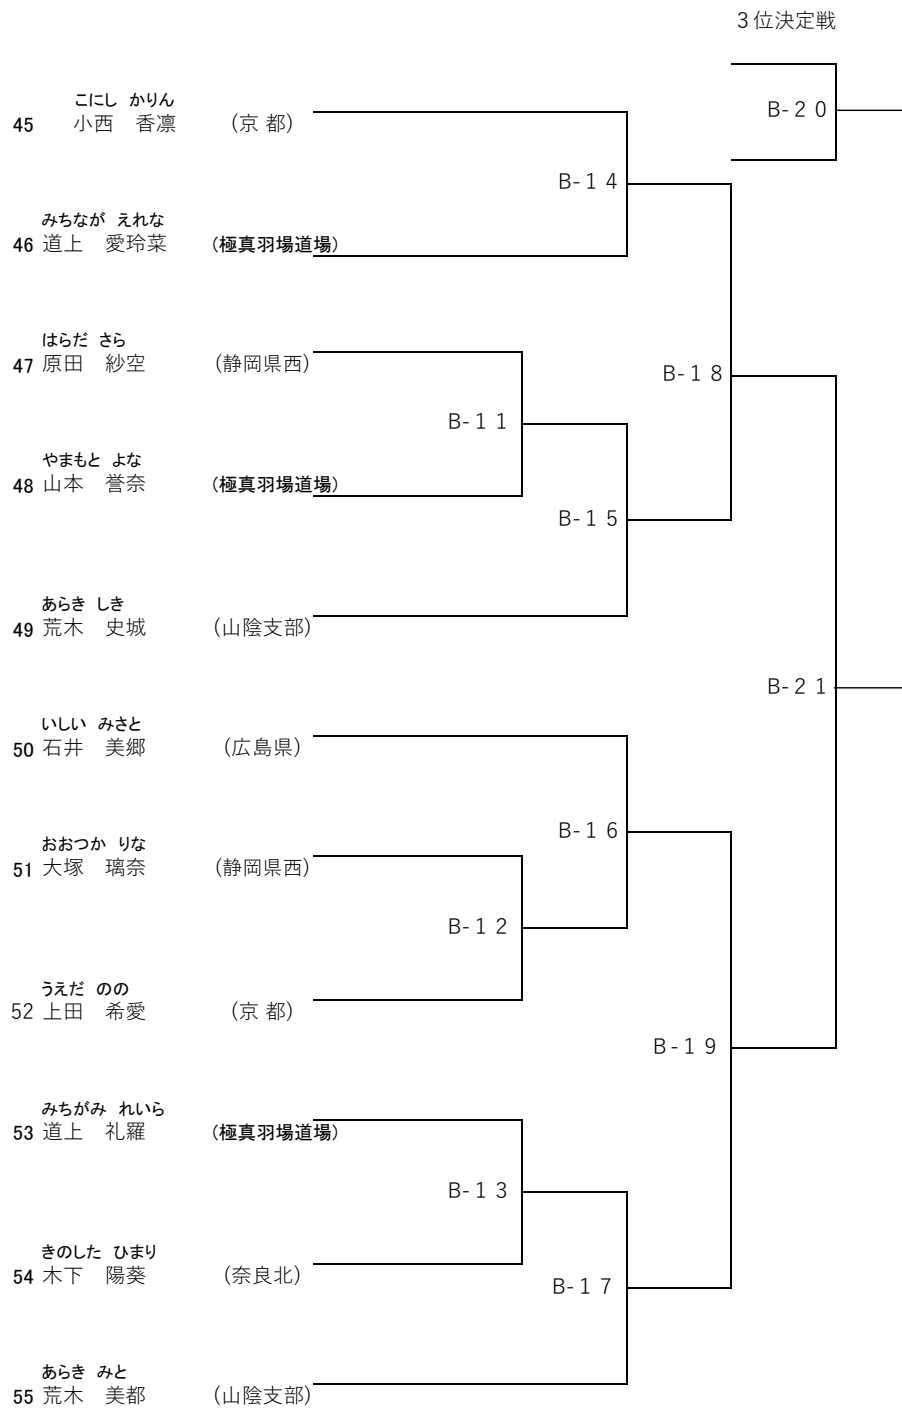 ３位決定戦
こにし かりん
45 小西 香凛 (京 都)
B-２０
B-１４
みちなが えれな
46 道上 愛玲菜 (極真羽場道場)
はらだ さら
47 原田 紗空 (静岡県西)
B-１８
B-１１
やまもと よな
48 山本 誉奈 (極真羽場道場)
B-１５
あらき しき
49 荒木 史城 (山陰支部)
B-２１
いしい みさと
50 石井 美郷 (広島県)
B-１６
おおつか りな
51 大塚 璃奈 (静岡県西)
B-１２
うえだ のの
52 上田 希愛 (京 都)
B-１９
みちがみ れいら
53 道上 礼羅 (極真羽場道場)
B-１３
きのした ひまり
54 木下 陽葵 (奈良北)
B-１７
あらき みと
55 荒木 美都 (山陰支部)